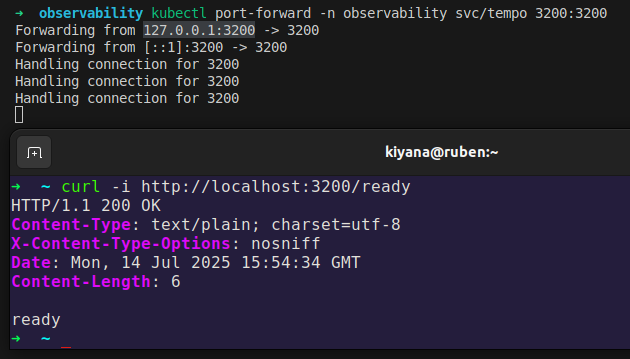 ➜ observability kubectl port-forward -n observability svc/tempo 3200:3200
Forwarding from 127.0.0.1:3200 -> 3200
Forwarding from [::1]:3200 -> 3200
Handling connection for 3200
Handling connection for 3200
Handling connection for 3200
kiyana@ruben:~
➜ ~ curl -i http://localhost:3200/ready
HTTP/1.1 200 OK
Content-Type: text/plain; charset=utf-8
X-Content-Type-Options: nosniff
Date: Mon, 14 Jul 2025 15:54:34 GMT
Content-Length: 6
ready
➜ ~ _